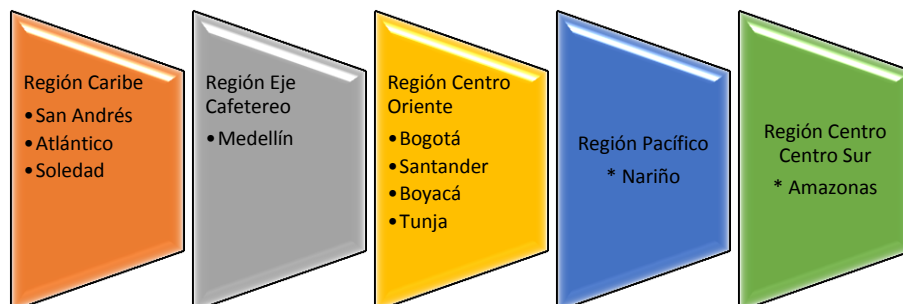 Región Caribe
•San Andrés
•Atlántico
•Soledad
Región Eje
Cafetereo
•Medellín
Región Centro
Oriente
•Bogotá
•Santander
•Boyacá
•Tunja
Región Pacífico
* Nariño
Región Centro
Centro Sur
* Amazonas